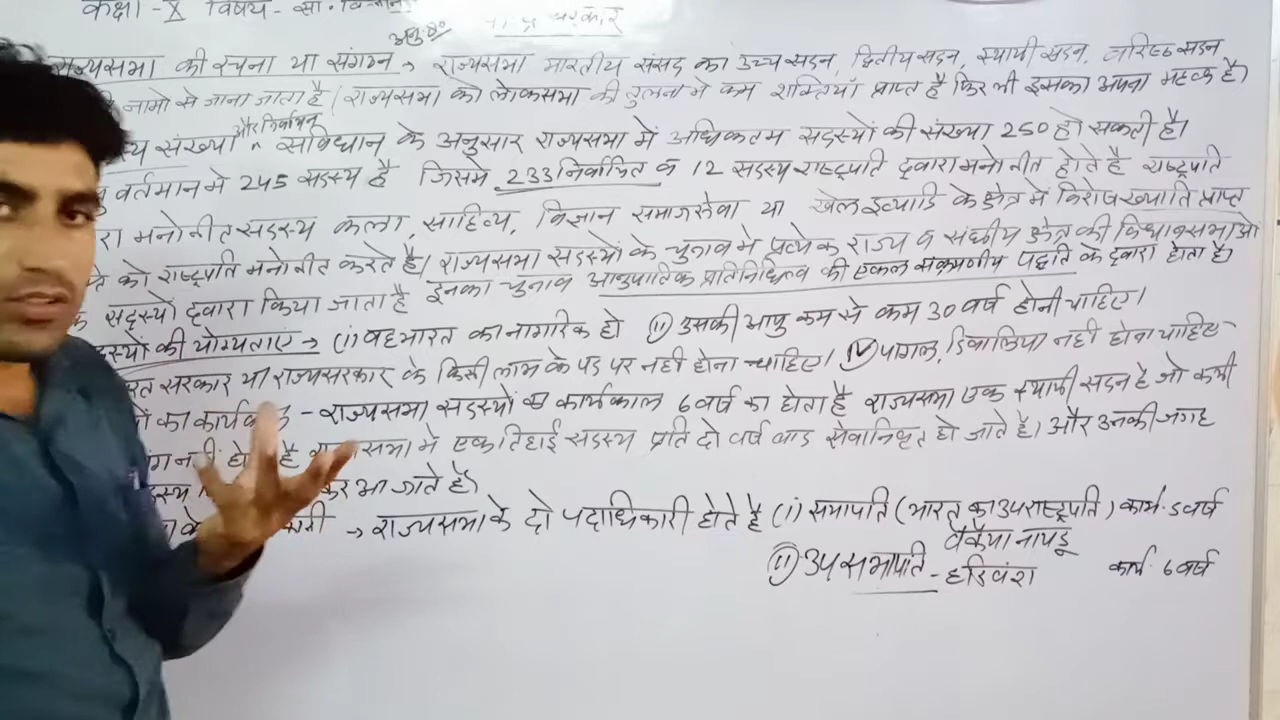 कक्षा -X विषय- सा. विज्ञान
सरकार
अनु. 80
राज्यसभा की रचना या संगठन → राज्यसभा भारतीय संसद का उच्च सदन, द्वितीय सदन, स्थायी सदन, वरिष्ठ सदन
नामो से जाना जाता है (राज्यसभा को लोकसभा की तुलना मे कम शक्तियाँ प्राप्त है फिर भी इसका अपना महत्व है)
और निर्वाचन
संख्या ^ संविधान के अनुसार राज्यसभा में अधिकतम सदस्यों की संख्या 250 हो सकती है।
वर्तमान मे 245 सदस्य है जिसमे 233 निर्वाचित व 12 सदस्य राष्ट्रपति द्वारा मनोनीत होते है राष्ट्रपति
रा मनोनीत सदस्य कला, साहित्य, विज्ञान समाजसेवा या खेल इत्यादि के क्षेत्र मे विशेष ख्याति प्राप्त
को राष्ट्रपति मनोनीत करते है। राज्यसभा सदस्यों के चुनाव मे प्रत्येक राज्य व संघीय क्षेत्र की विधानसभाओ
सदस्यो द्वारा किया जाता है इनका चुनाव आनुपातिक प्रतिनिधित्व की एकल संक्रमणीय पद्धति के द्वारा होता है।
स्यों की योग्यताए → (i) वह भारत का नागरिक हो (ii) उसकी आयु कम से कम 30 वर्ष होनी चाहिए।
रत सरकार या राज्यसरकार के किसी लाभ के पद पर नही होना चाहिए। (iv) पागल, दिवालिया नही होना चाहिए
का कार्यकाल - राज्यसभा सदस्यों का कार्यकाल 6 वर्ष का होता है राज्यसभा एक स्थायी सदन है जो कभी
नही है राज्यसभा मे एक तिहाई सदस्य प्रति दो वर्ष बाद सेवानिवृत हो जाते है। और उनकी जगह
कर आ जाते है।
→ राज्यसभा के दो पदाधिकारी होते है (i) सभापति (भारत का उपराष्ट्रपति) कार्य. 5 वर्ष
वैकैया नायडू
(ii) उपसभापति - हरिवंश कार्य. 6 वर्ष